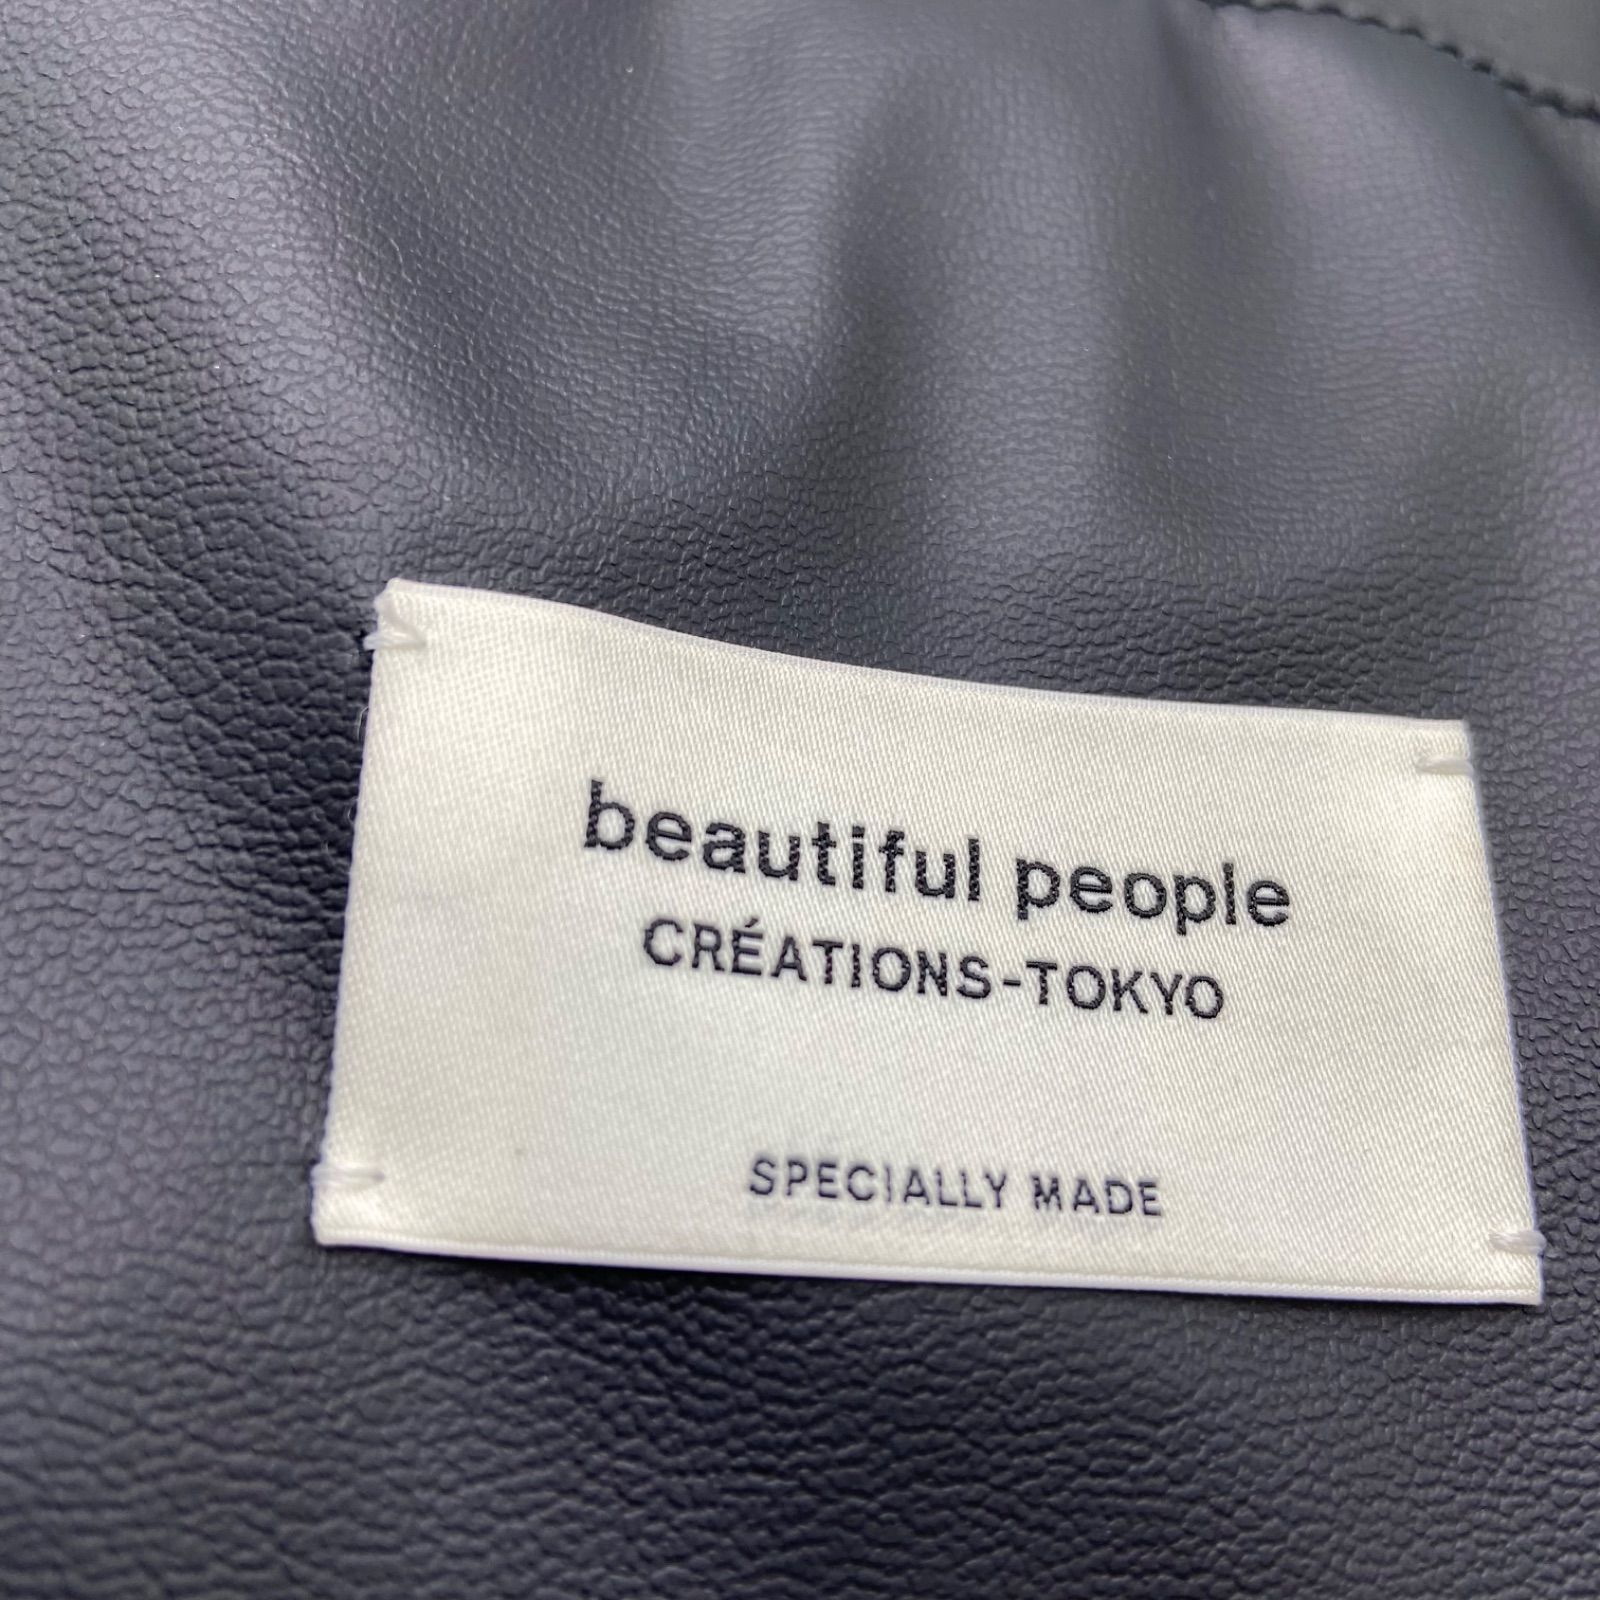 beautiful people
CRÉATIONS-TOKYO
SPECIALLY MADE